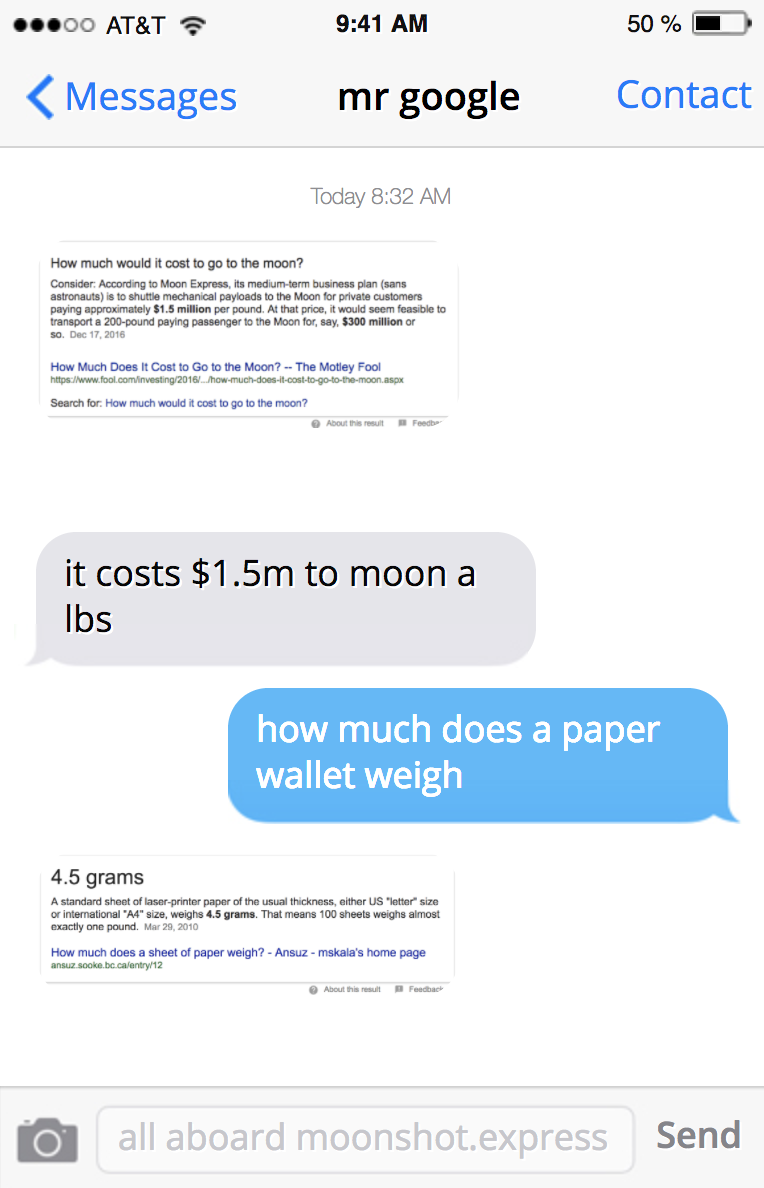 AT&T 9:41 AM 50 %
Messages mr google Contact
Today 8:32 AM
How much would it cost to go to the moon?
Consider: According to Moon Express, its medium-term business plan (sans
astronauts) is to shuttle mechanical payloads to the Moon for private customers
paying approximately $1.5 million per pound. At that price, it would seem feasible to
transport a 200-pound paying passenger to the Moon for, say, $300 million or
so. Dec 17, 2016
How Much Does It Cost to Go to the Moon? -- The Motley Fool
https://www.fool.com/investing/2016/.../how-much-does-it-cost-to-go-to-the-moon.aspx
Search for: How much would it cost to go to the moon?
About this result Feedbac
it costs $1.5m to moon a
lbs
how much does a paper
wallet weigh
4.5 grams
A standard sheet of laser-printer paper of the usual thickness, either US "letter" size
or international "A4" size, weighs 4.5 grams. That means 100 sheets weighs almost
exactly one pound. Mar 29, 2010
How much does a sheet of paper weigh? - Ansuz - mskala's home page
ansuz.sooke.bc.ca/entry/12
About this result Feedback
all aboard moonshot.express Send